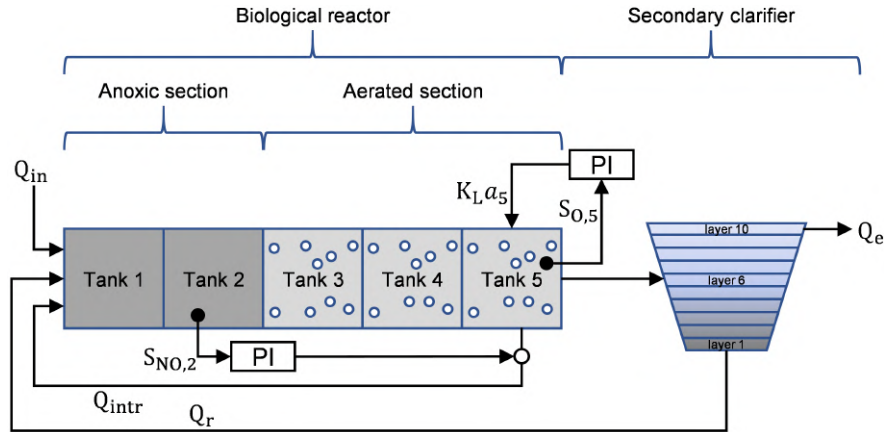 Biological reactor
Secondary clarifier
Anoxic section
Aerated section
Q_in
K_L a_5
PI
S_O,5
layer 10
Q_e
Tank 1
Tank 2
Tank 3
Tank 4
Tank 5
layer 6
layer 1
S_NO,2
PI
Q_intr
Q_r